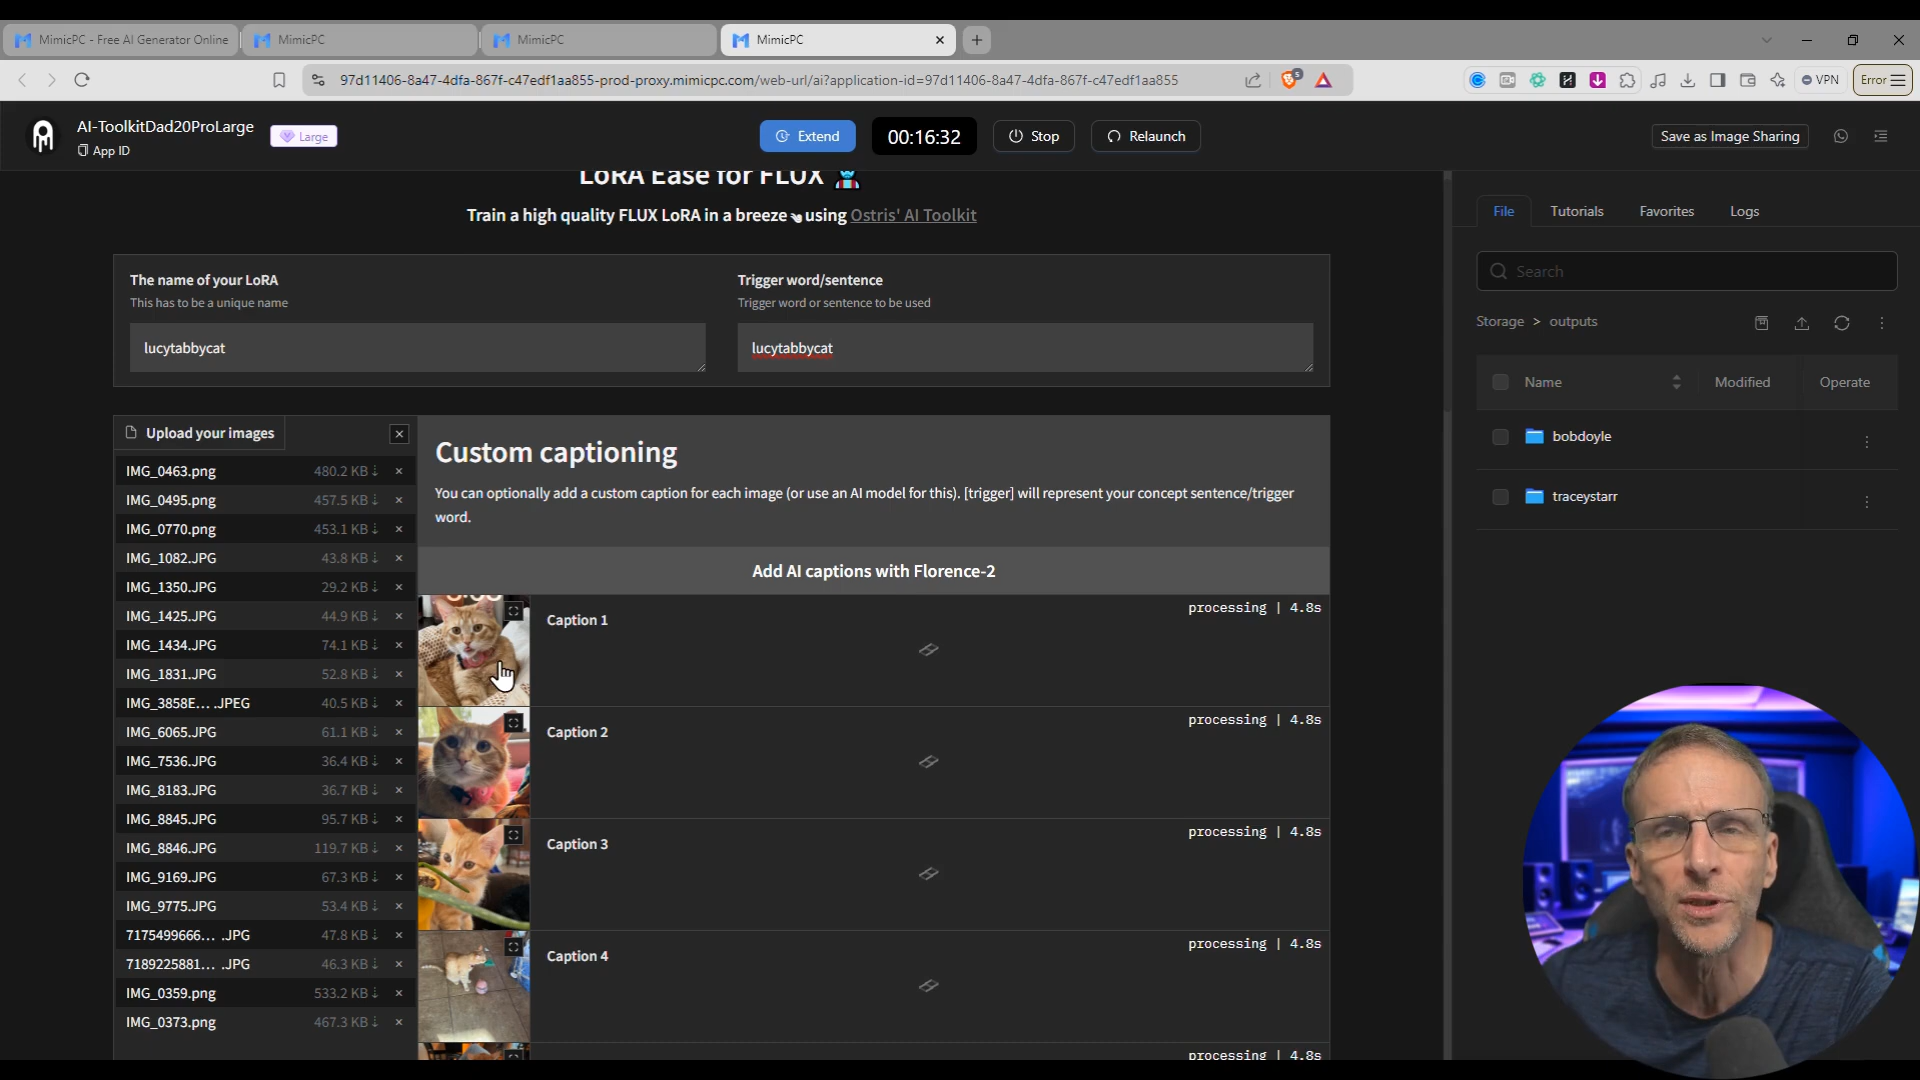 MimicPC - Free AI Generator Online
MimicPC
MimicPC
MimicPC
97d11406-8a47-4dfa-867f-c47edf1aa855-prod-proxy.mimicpc.com/web-url/ai?application-id=97d11406-8a47-4dfa-867f-c47edf1aa855
5
VPN
Error
AI-ToolkitDad20ProLarge
Large
App ID
Extend
00:16:32
Stop
Relaunch
Save as Image Sharing
LoRA Ease for FLUX
Train a high quality FLUX LoRA in a breeze using Ostris' AI Toolkit
The name of your LoRA
This has to be a unique name
lucytabbycat
Trigger word/sentence
Trigger word or sentence to be used
lucytabbycat
Upload your images
IMG_0463.png 480.2 KB↓
IMG_0495.png 457.5 KB↓
IMG_0770.png 453.1 KB↓
IMG_1082.JPG 43.8 KB↓
IMG_1350.JPG 29.2 KB↓
IMG_1425.JPG 44.9 KB↓
IMG_1434.JPG 74.1 KB↓
IMG_1831.JPG 52.8 KB↓
IMG_3858E... .JPEG 40.5 KB↓
IMG_6065.JPG 61.1 KB↓
IMG_7536.JPG 36.4 KB↓
IMG_8183.JPG 36.7 KB↓
IMG_8845.JPG 95.7 KB↓
IMG_8846.JPG 119.7 KB↓
IMG_9169.JPG 67.3 KB↓
IMG_9775.JPG 53.4 KB↓
7175499666... .JPG 47.8 KB↓
7189225881... .JPG 46.3 KB↓
IMG_0359.png 533.2 KB↓
IMG_0373.png 467.3 KB↓
Custom captioning
You can optionally add a custom caption for each image (or use an AI model for this). [trigger] will represent your concept sentence/trigger
word.
Add AI captions with Florence-2
Caption 1
processing | 4.8s
Caption 2
processing | 4.8s
Caption 3
processing | 4.8s
Caption 4
processing | 4.8s
processing | 4.8s
File
Tutorials
Favorites
Logs
Search
Storage > outputs
Name
Modified
Operate
bobdoyle
traceystarr